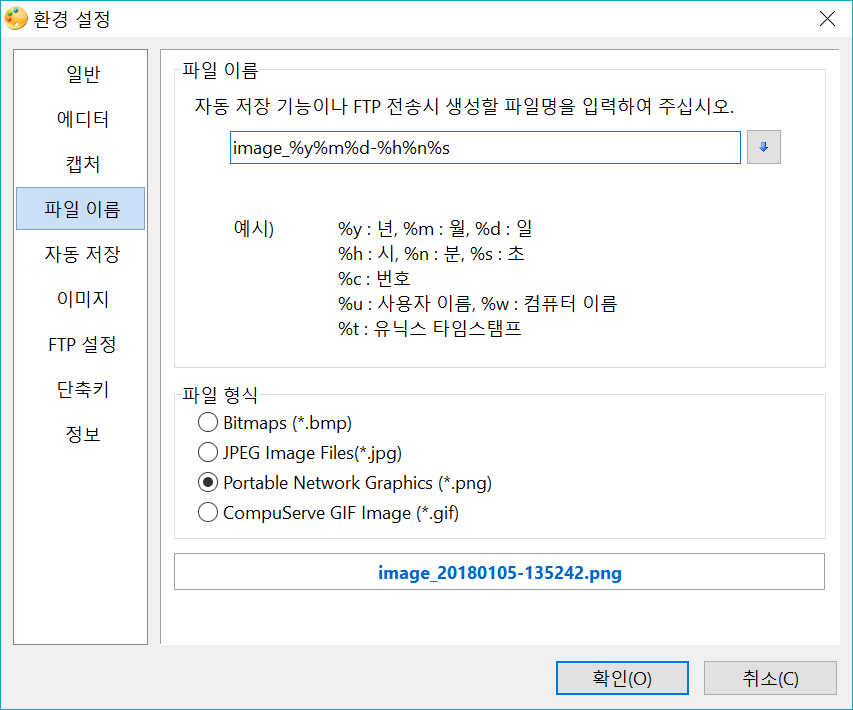 환경 설정
일반
에디터
캡처
파일 이름
자동 저장
이미지
FTP 설정
단축키
정보
파일 이름
자동 저장 기능이나 FTP 전송시 생성할 파일명을 입력하여 주십시오.
image_%y%m%d-%h%n%s
예시)
%y : 년, %m : 월, %d : 일
%h : 시, %n : 분, %s : 초
%c : 번호
%u : 사용자 이름, %w : 컴퓨터 이름
%t : 유닉스 타임스탬프
파일 형식
Bitmaps (*.bmp)
JPEG Image Files(*.jpg)
Portable Network Graphics (*.png)
CompuServe GIF Image (*.gif)
image_20180105-135242.png
확인(O)
취소(C)